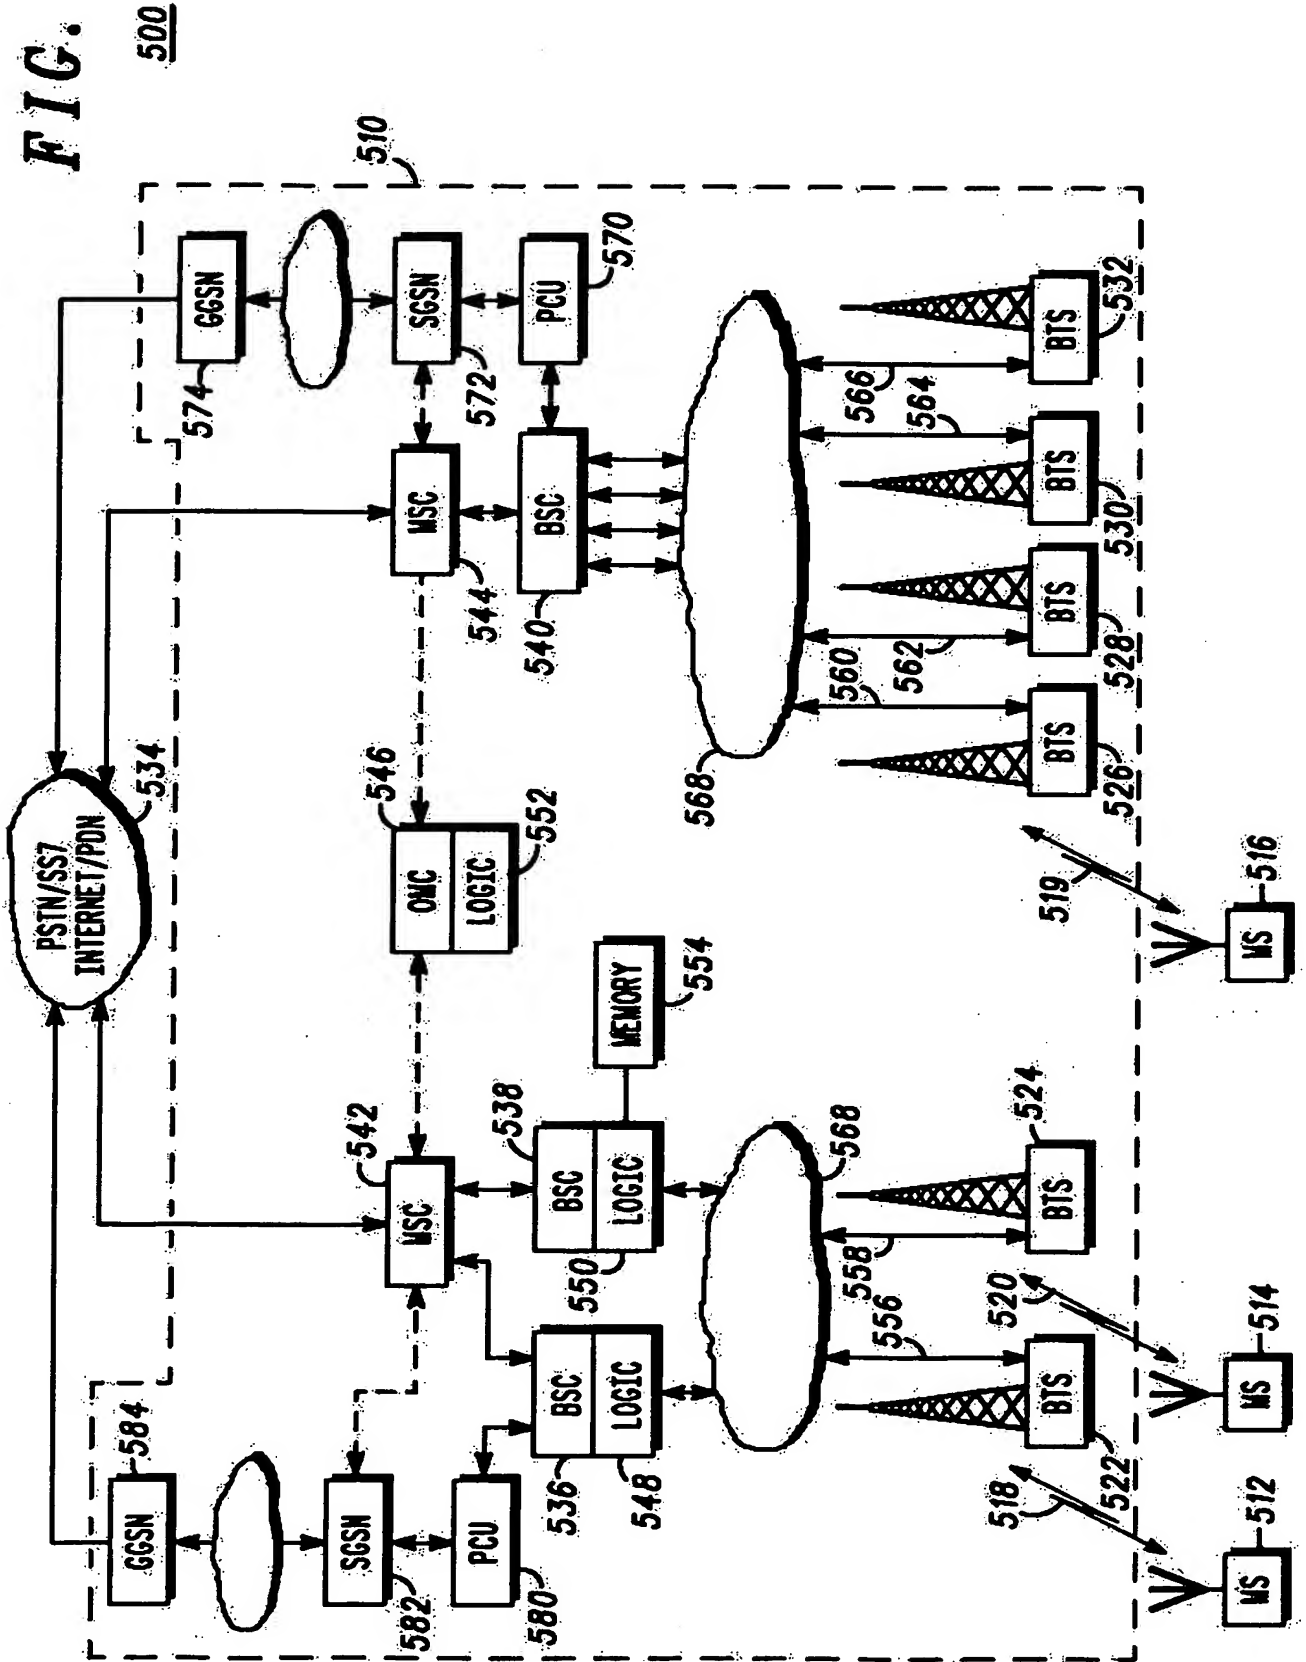 FIG.
500
PSTN/SS7
INTERNET/PDN
534
510
GGSN
584
GGSN
574
SGSN
582
MSC
542
OMC
546
LOGIC
552
MSC
544
SGSN
572
PCU
580
BSC
536
LOGIC
548
BSC
538
LOGIC
550
MEMORY
554
BSC
540
PCU
570
568
568
556
558
560
562
564
566
BTS
522
BTS
524
BTS
526
BTS
528
BTS
530
BTS
532
518
520
519
MS
512
MS
514
MS
516